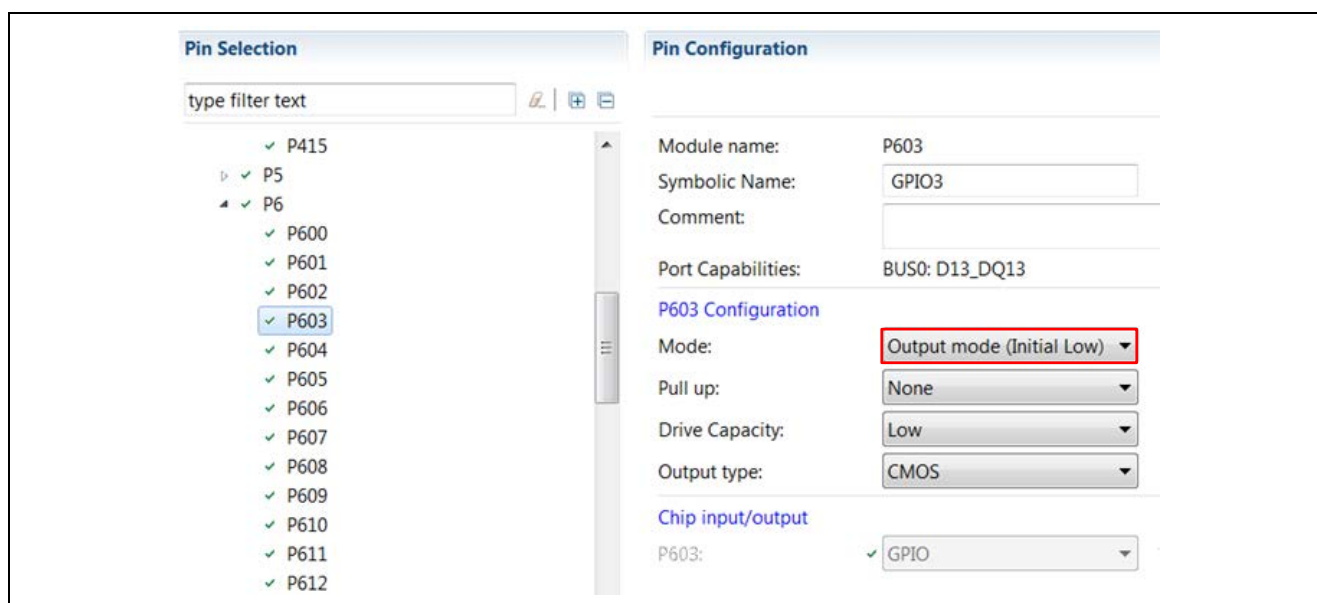 Pin Selection
type filter text
P415
P5
P6
P600
P601
P602
P603
P604
P605
P606
P607
P608
P609
P610
P611
P612
Pin Configuration
Module name: P603
Symbolic Name: GPIO3
Comment:
Port Capabilities: BUS0: D13_DQ13
P603 Configuration
Mode: Output mode (Initial Low)
Pull up: None
Drive Capacity: Low
Output type: CMOS
Chip input/output
P603: GPIO